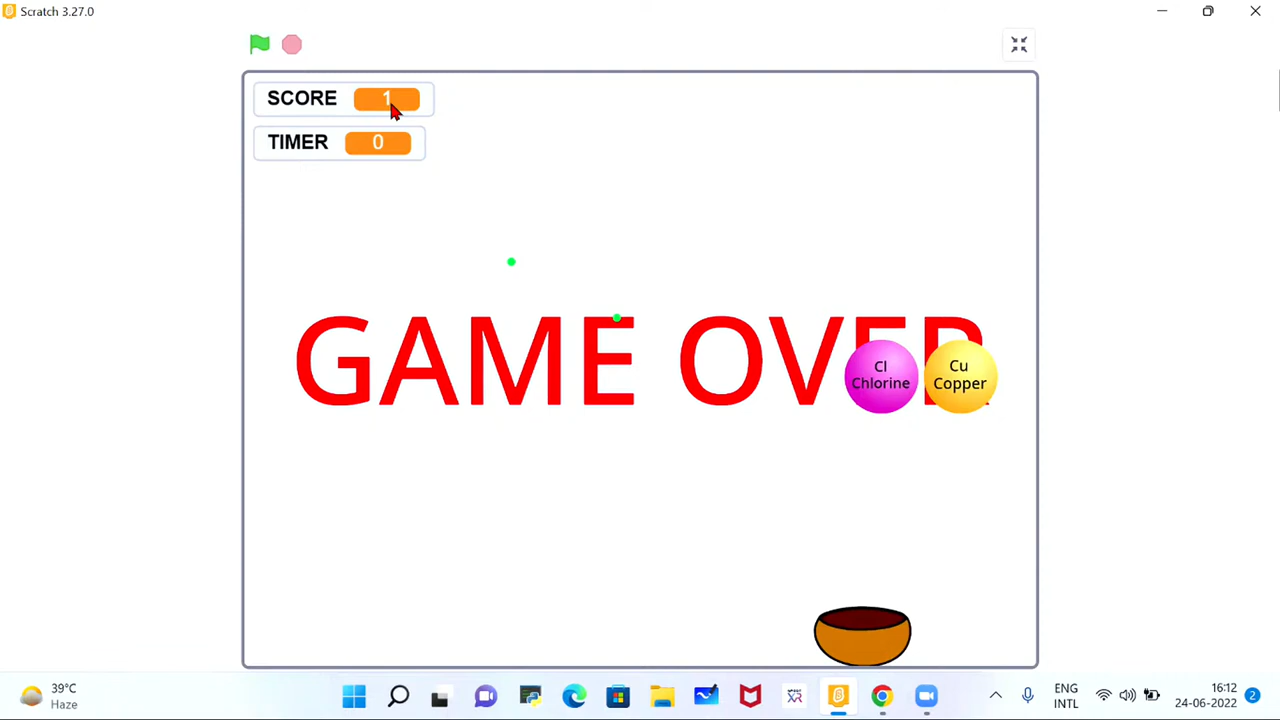 Scratch 3.27.0
SCORE 1
TIMER 0
GAME OVER
Cl
Chlorine
Cu
Copper
39°C
Haze
ENG
INTL
16:12
24-06-2022
2